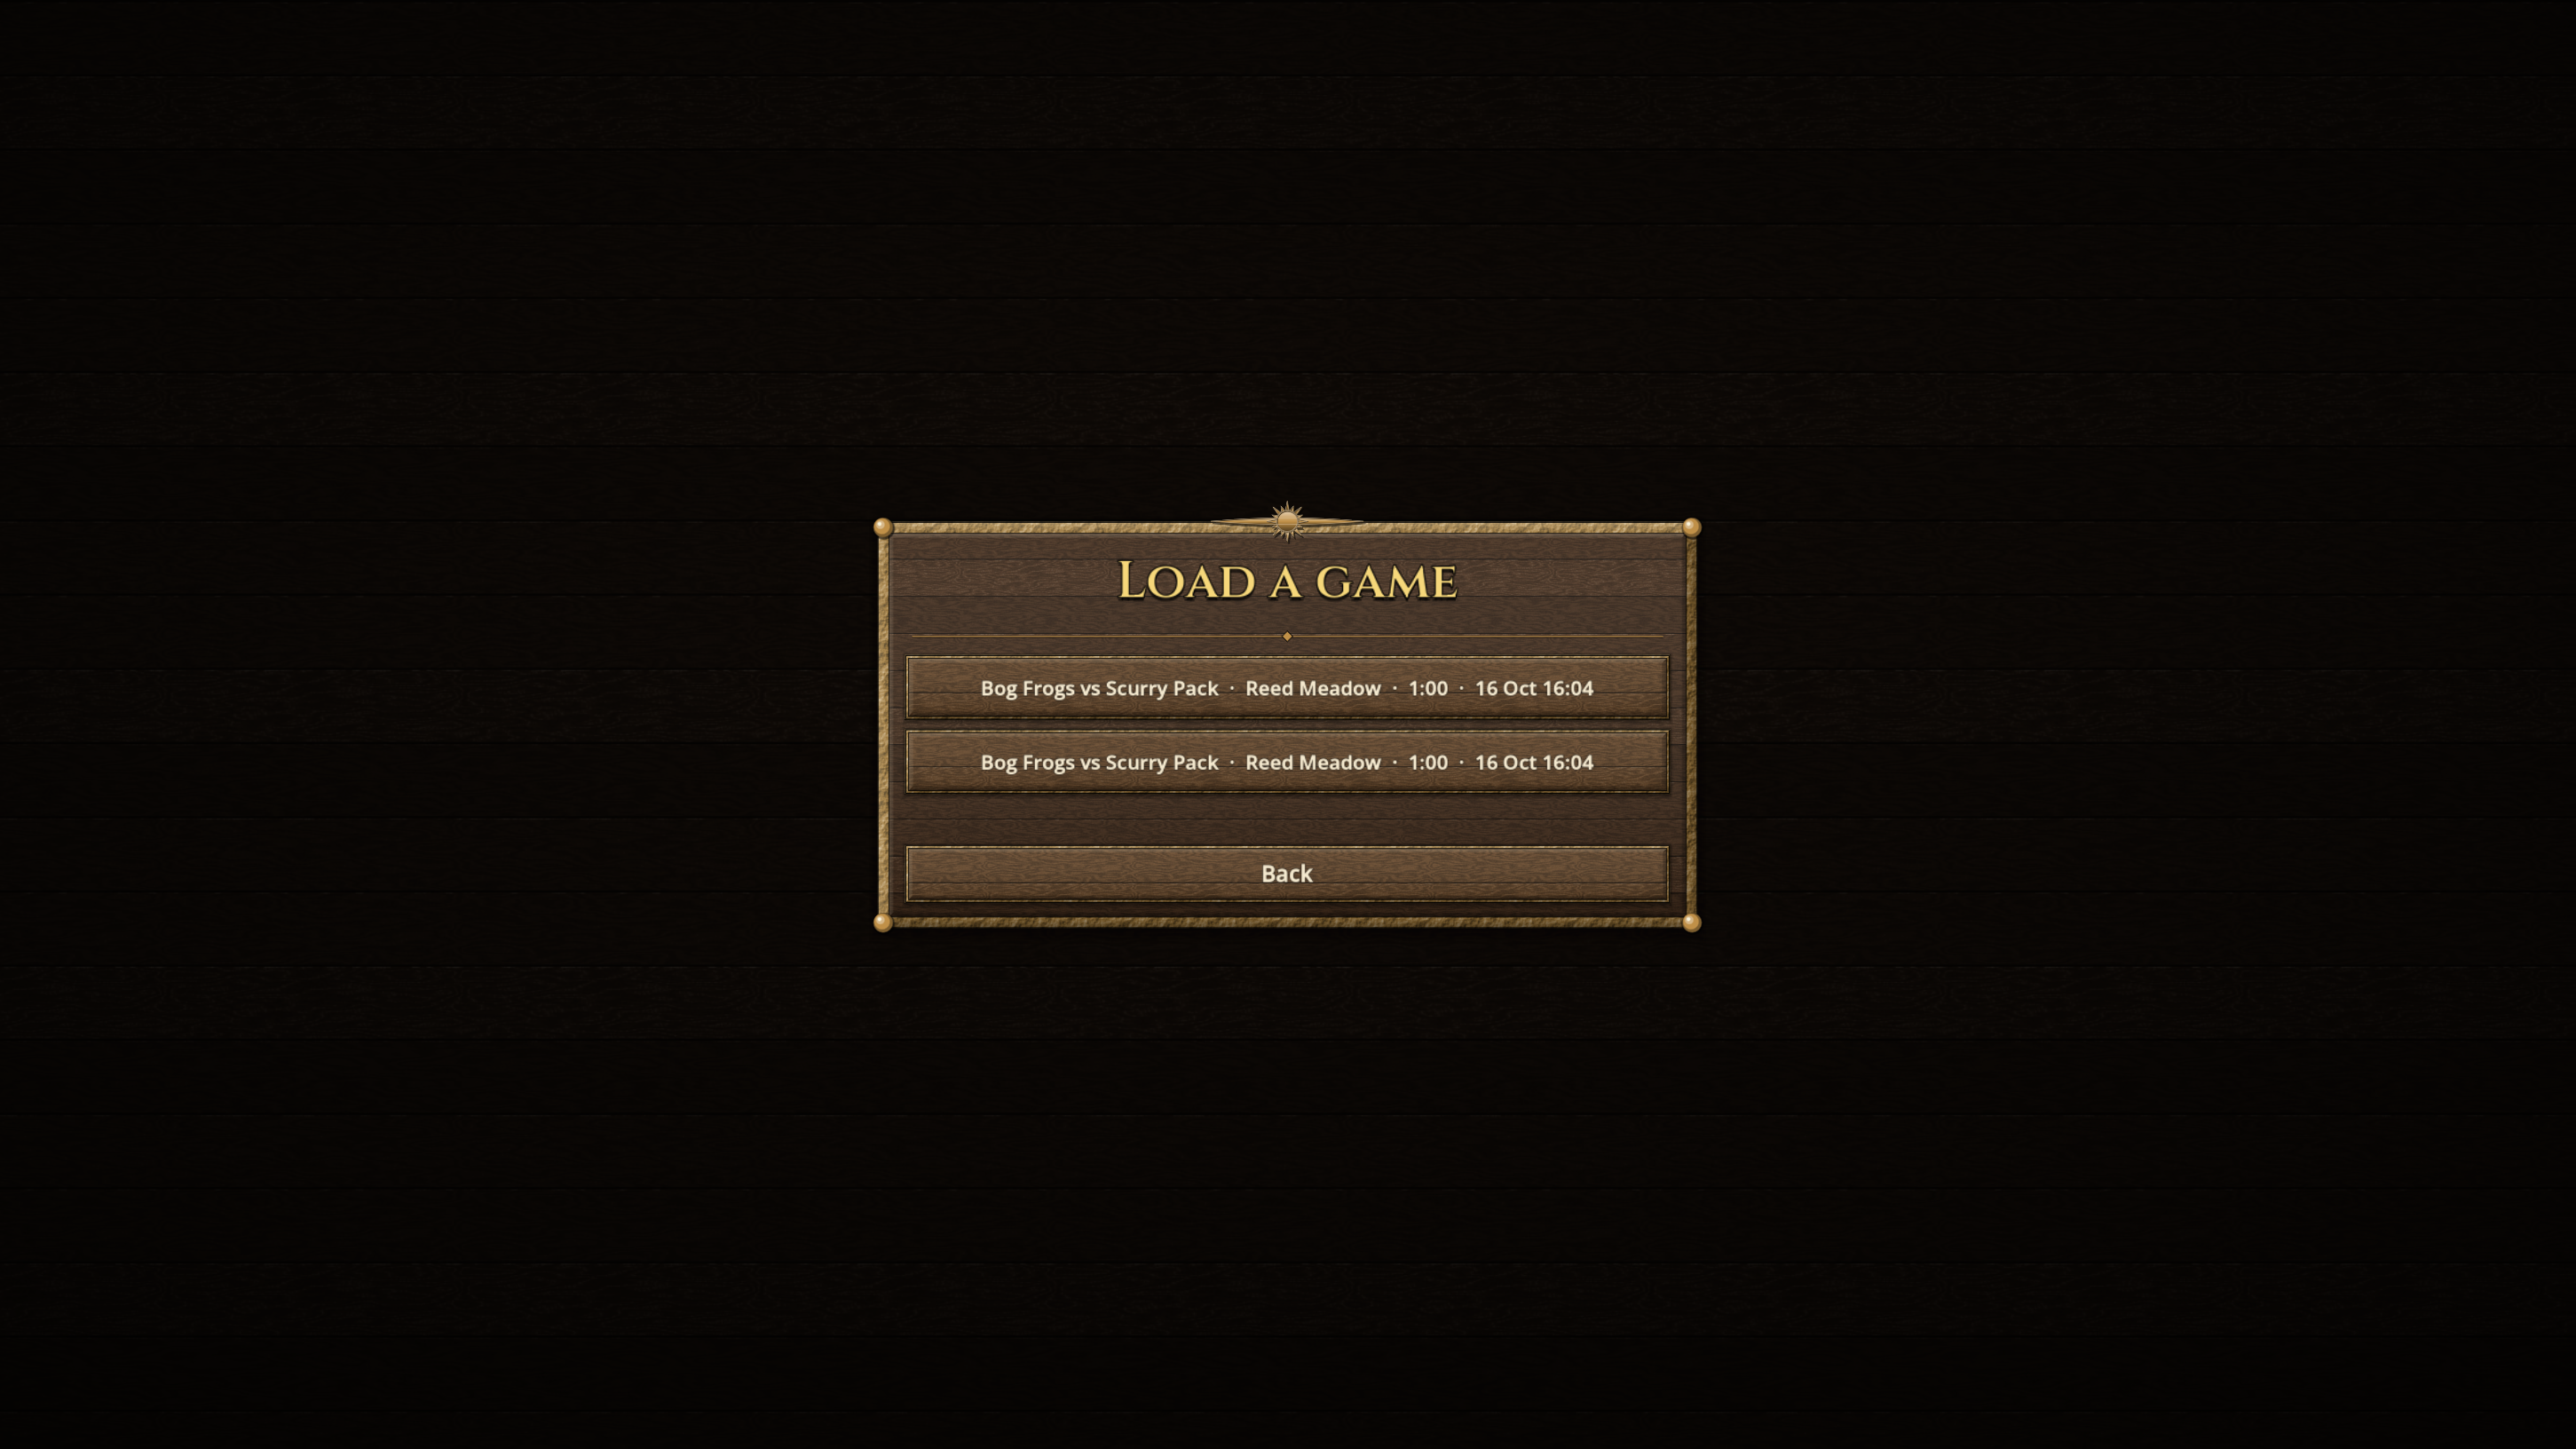 Load a game
Bog Frogs vs Scurry Pack · Reed Meadow · 1:00 · 16 Oct 16:04
Bog Frogs vs Scurry Pack · Reed Meadow · 1:00 · 16 Oct 16:04
Back